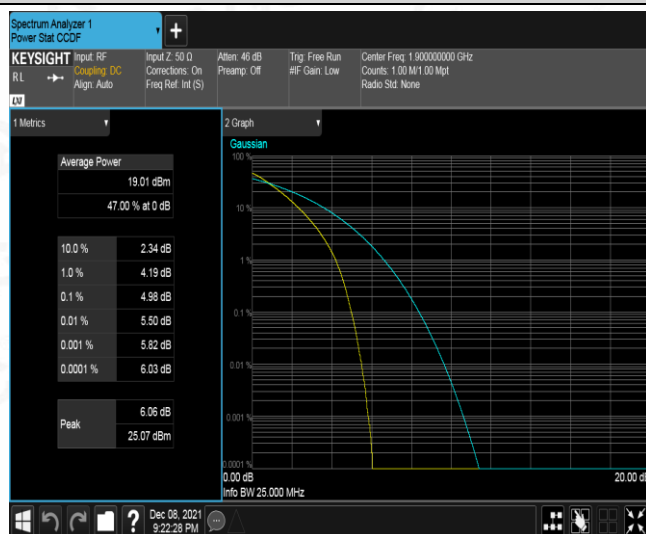 Spectrum Analyzer 1
Power Stat CCDF
+
KEYSIGHT
RL
LXI
Input: RF
Coupling: DC
Align: Auto
Input Z: 50 Ω
Corrections: On
Freq Ref: Int (S)
Atten: 46 dB
Preamp: Off
Trig: Free Run
#IF Gain: Low
Center Freq: 1.900000000 GHz
Counts: 1.00 M/1.00 Mpt
Radio Std: None
1 Metrics
Average Power
19.01 dBm
47.00 % at 0 dB
10.0 % 2.34 dB
1.0 % 4.19 dB
0.1 % 4.98 dB
0.01 % 5.50 dB
0.001 % 5.82 dB
0.0001 % 6.03 dB
Peak
6.06 dB
25.07 dBm
2 Graph
Gaussian
100 %
10 %
1 %
0.1 %
0.01 %
0.001 %
0.0001 %
0.00 dB 20.00 dB
Info BW 25.000 MHz
?
Dec 08, 2021
9:22:28 PM